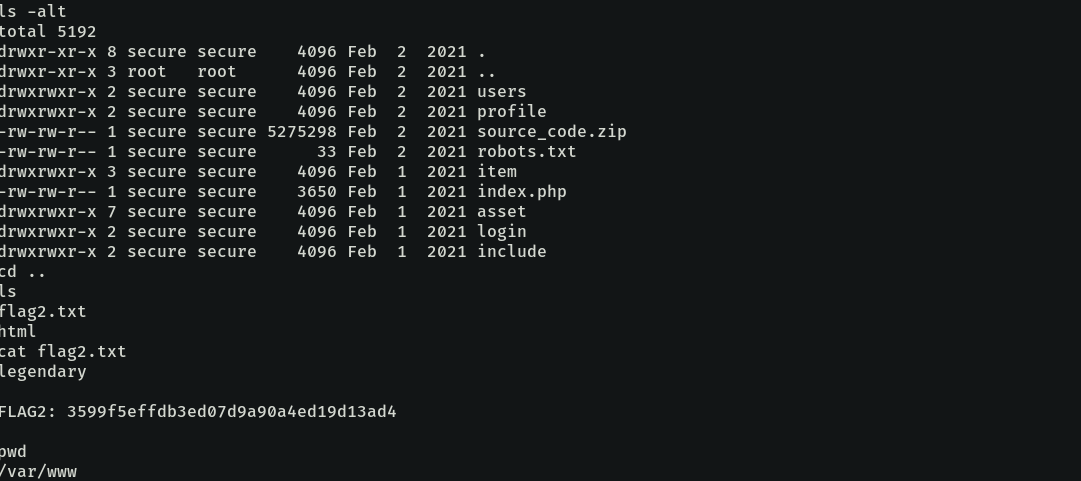 ls -alt
total 5192
drwxr-xr-x 8 secure secure    4096 Feb  2  2021 .
drwxr-xr-x 3 root   root      4096 Feb  2  2021 ..
drwxrwxr-x 2 secure secure    4096 Feb  2  2021 users
drwxrwxr-x 2 secure secure    4096 Feb  2  2021 profile
-rw-rw-r-- 1 secure secure 5275298 Feb  2  2021 source_code.zip
-rw-rw-r-- 1 secure secure      33 Feb  2  2021 robots.txt
drwxrwxr-x 3 secure secure    4096 Feb  1  2021 item
-rw-rw-r-- 1 secure secure    3650 Feb  1  2021 index.php
drwxrwxr-x 7 secure secure    4096 Feb  1  2021 asset
drwxrwxr-x 2 secure secure    4096 Feb  1  2021 login
drwxrwxr-x 2 secure secure    4096 Feb  1  2021 include
cd ..
ls
flag2.txt
html
cat flag2.txt
legendary
FLAG2: 3599f5effdb3ed07d9a90a4ed19d13ad4
pwd
/var/www